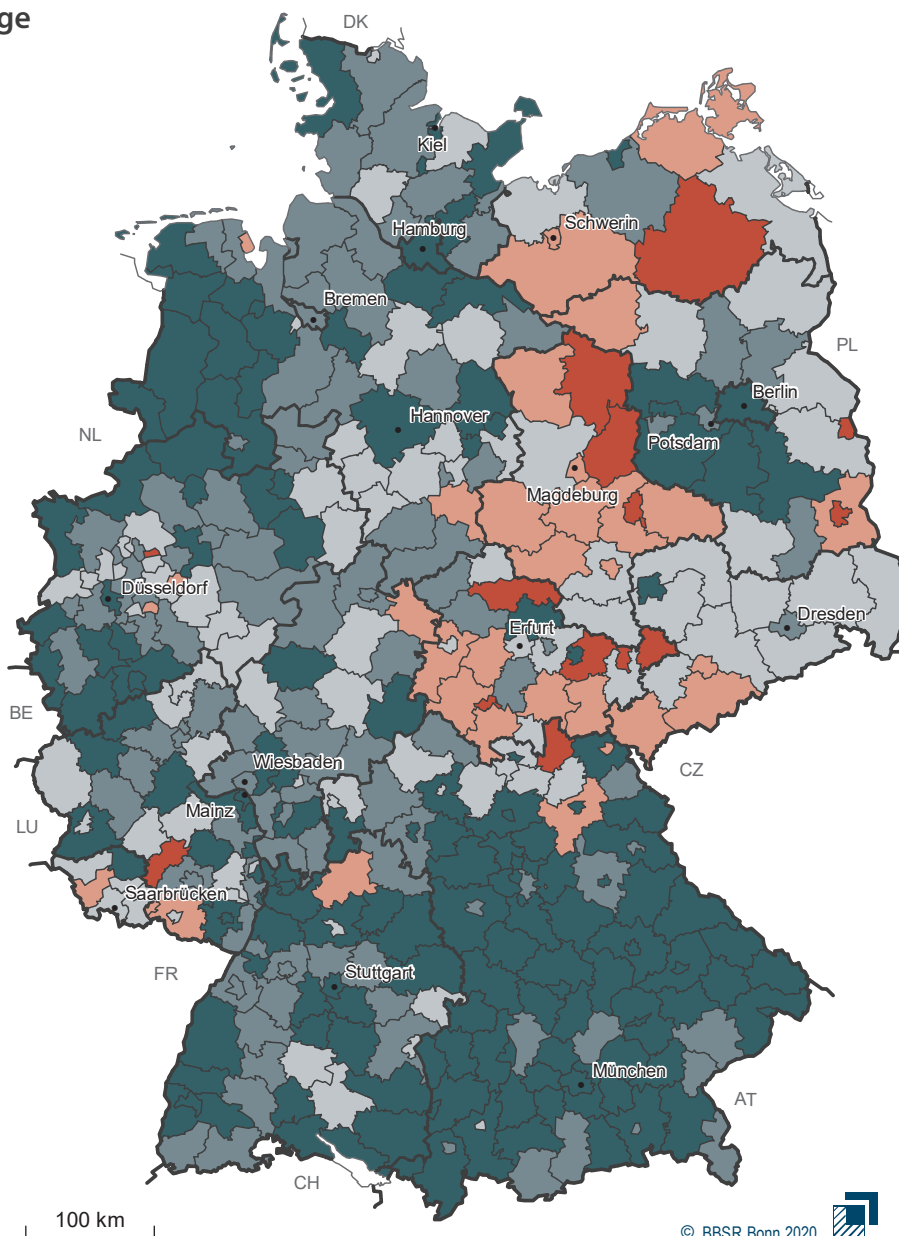 ge
DK
Kiel
Hamburg
Schwerin
Bremen
PL
Berlin
Hannover
NL
Potsdam
Magdeburg
Düsseldorf
Dresden
Erfurt
BE
Wiesbaden
CZ
Mainz
LU
Saarbrücken
FR
Stuttgart
München
AT
CH
100 km
© BBSR Bonn 2020